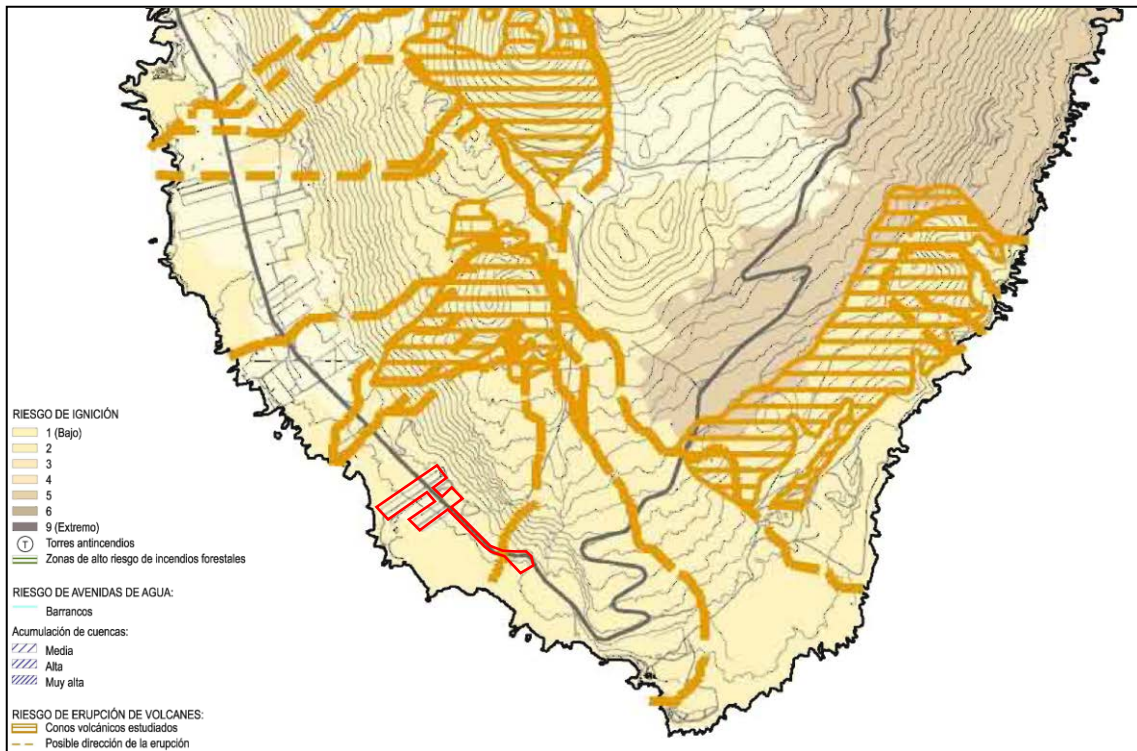 RIESGO DE IGNICIÓN
1 (Bajo)
2
3
4
5
6
9 (Extremo)
T Torres antincendios
Zonas de alto riesgo de incendios forestales
RIESGO DE AVENIDAS DE AGUA:
Barrancos
Acumulación de cuencas:
Media
Alta
Muy alta
RIESGO DE ERUPCIÓN DE VOLCANES:
Conos volcánicos estudiados
Posible dirección de la erupción